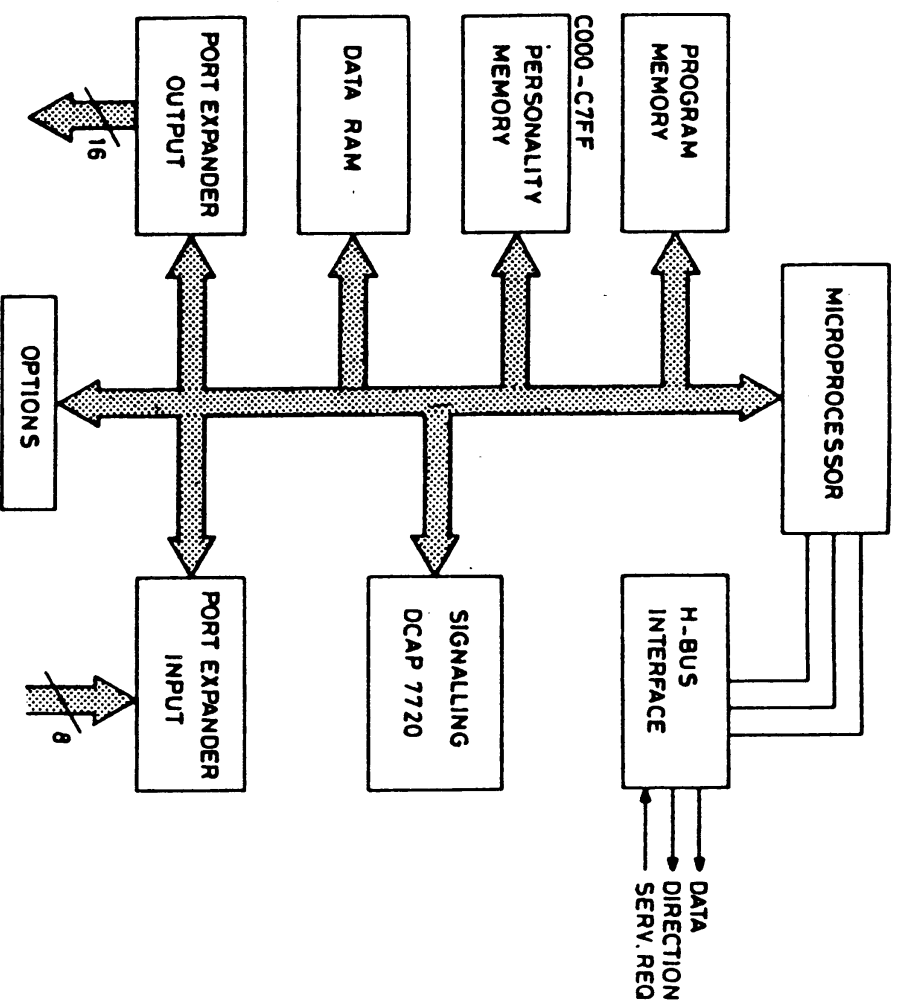 MICROPROCESSOR
PROGRAM
MEMORY
C000-C7FF
PERSONALITY
MEMORY
DATA RAM
PORT EXPANDER
OUTPUT
16
OPTIONS
H-BUS
INTERFACE
DATA
DIRECTION
SERV. REQ
SIGNALLING
DCAP 7720
PORT EXPANDER
INPUT
8